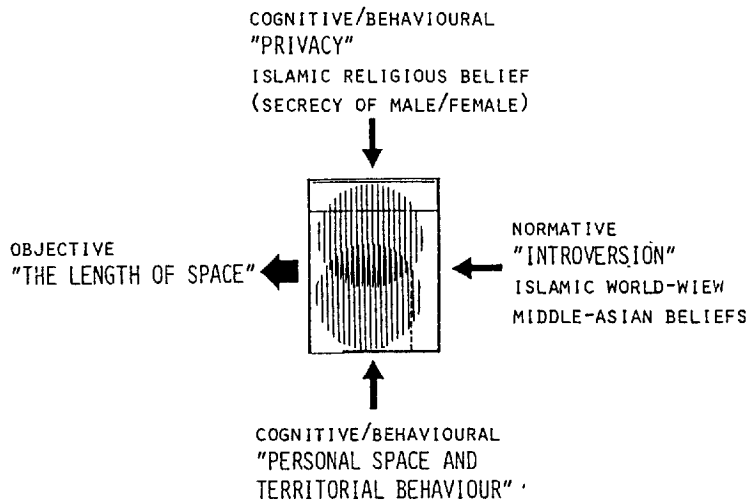 COGNITIVE/BEHAVIOURAL
"PRIVACY"
ISLAMIC RELIGIOUS BELIEF
(SECRECY OF MALE/FEMALE)
OBJECTIVE
"THE LENGTH OF SPACE"
NORMATIVE
"INTROVERSION"
ISLAMIC WORLD-WIEW
MIDDLE-ASIAN BELIEFS
COGNITIVE/BEHAVIOURAL
"PERSONAL SPACE AND
TERRITORIAL BEHAVIOUR"